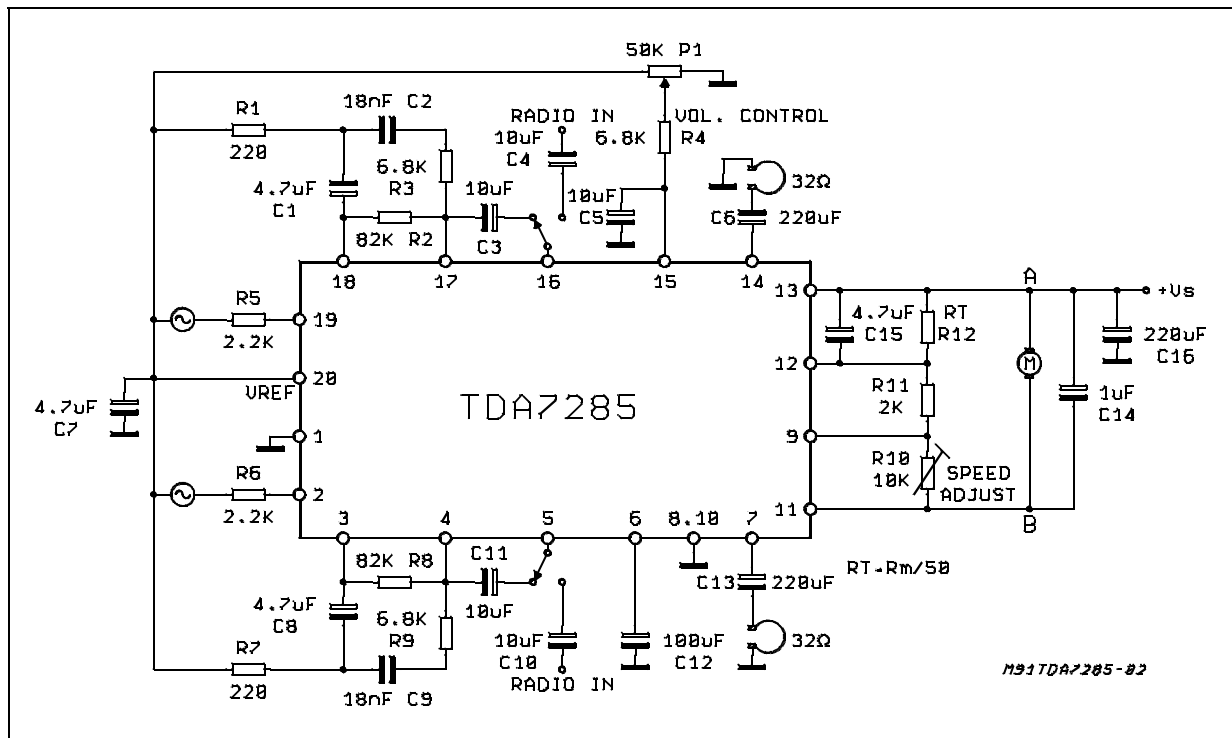 50K P1
R1
18nF C2
RADIO IN
VOL. CONTROL
220
6.8K
R3
10uF
C4
6.8K
R4
4.7uF
C1
10uF
10uF
C5
32Ω
C6
220uF
82K R2
C3
18
17
16
15
14
13
A
+Vs
R5
2.2K
19
4.7uF
C15
RT
R12
220uF
C16
12
M
20
VREF
TDA7285
R11
2K
1uF
C14
4.7uF
C7
1
9
R10
10K
SPEED
ADJUST
R6
2.2K
2
11
B
3
4
5
6
8.10
7
82K R8
C11
10uF
C13
220uF
RT=Rm/50
4.7uF
C8
6.8K
R9
10uF
C10
100uF
C12
32Ω
R7
220
18nF C9
RADIO IN
M91TDA7285-02